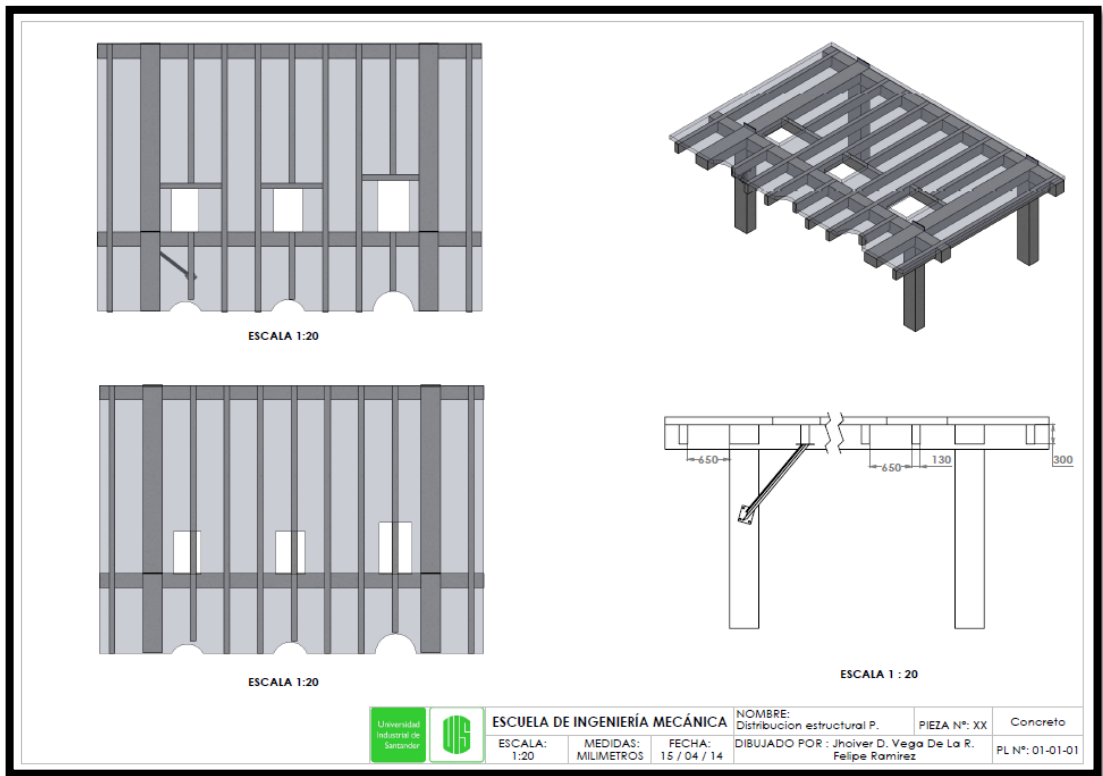 ESCALA 1:20
650
650
130
300
ESCALA 1:20
ESCALA 1 : 20
Universidad
Industrial de
Santander
UIS
ESCUELA DE INGENIERÍA MECÁNICA
NOMBRE:
Distribucion estructural P.
PIEZA Nº: XX
Concreto
ESCALA:
1:20
MEDIDAS:
MILIMETROS
FECHA:
15 / 04 / 14
DIBUJADO POR : Jhoiver D. Vega De La R.
Felipe Ramirez
PL Nº: 01-01-01